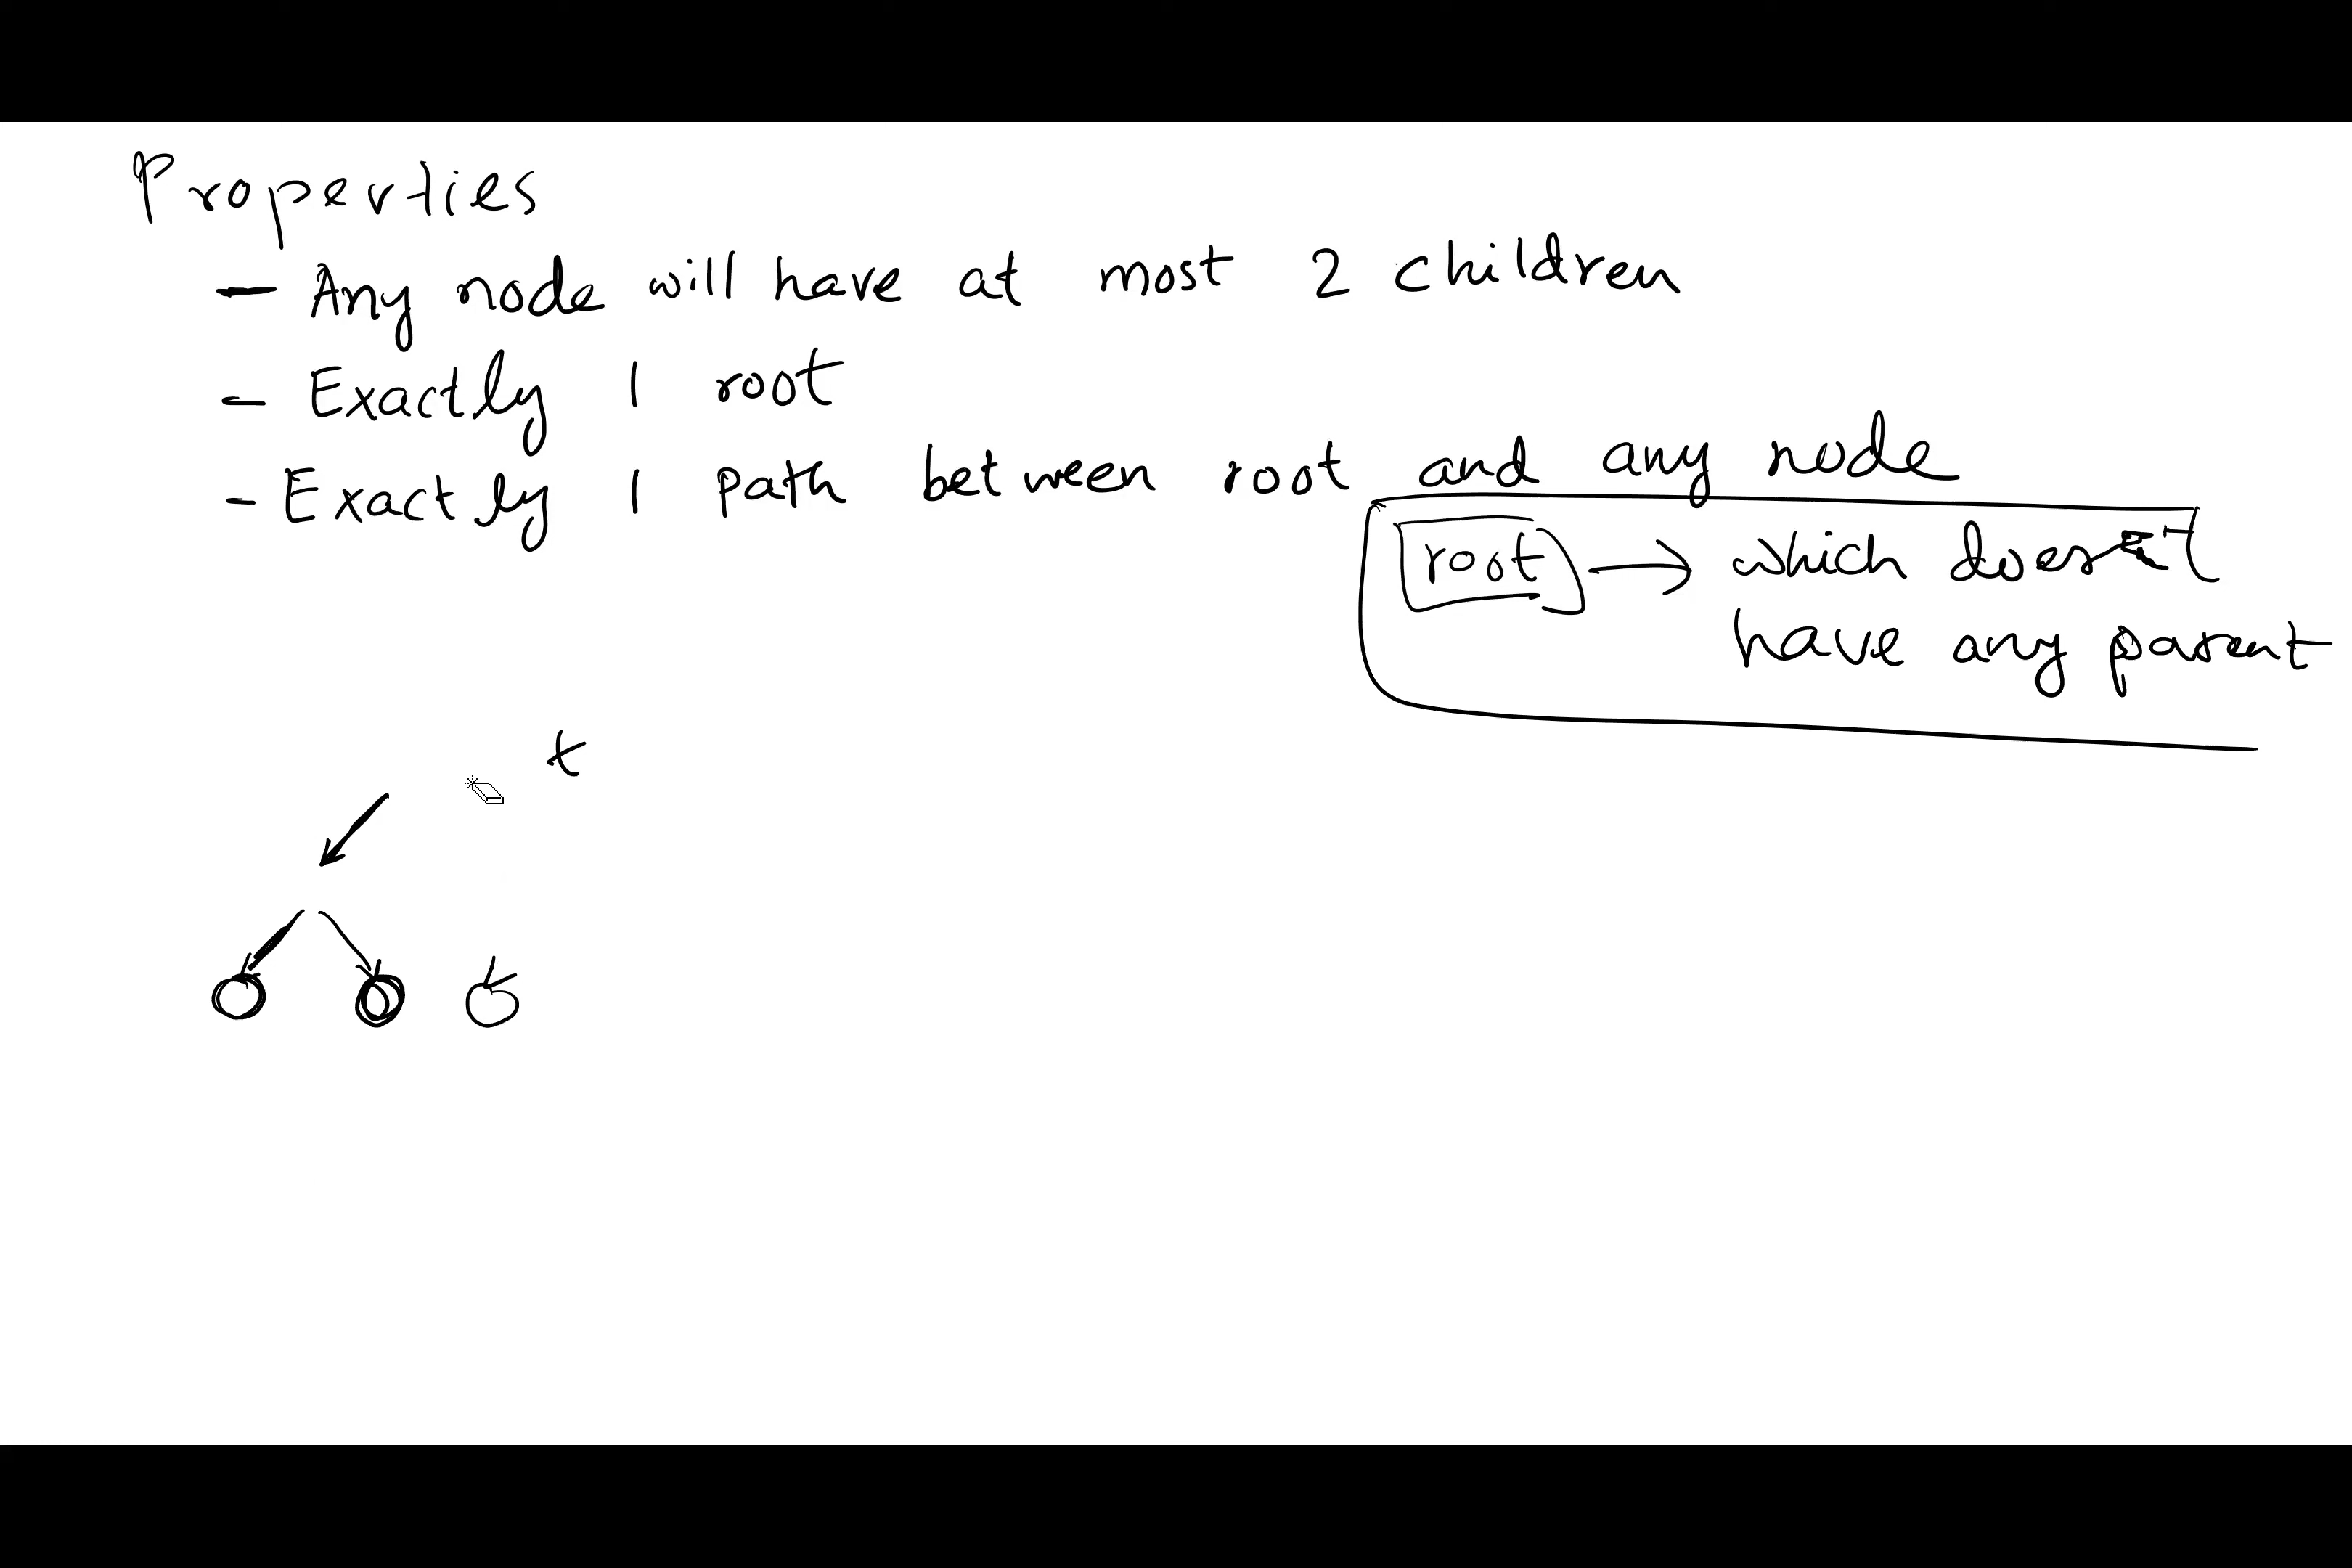 Properties
- Any node will have at most 2 children
- Exactly 1 root
- Exactly 1 path between root and any node
root → which doesn't
have any parent
t